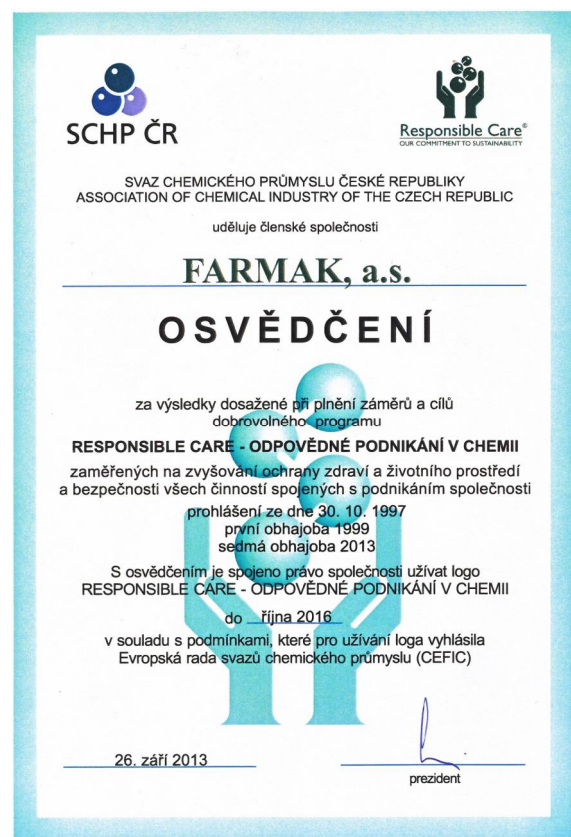 SCHP ČR
Responsible Care®
OUR COMMITMENT TO SUSTAINABILITY
SVAZ CHEMICKÉHO PRŮMYSLU ČESKÉ REPUBLIKY
ASSOCIATION OF CHEMICAL INDUSTRY OF THE CZECH REPUBLIC
uděluje členské společnosti
FARMAK, a.s.
OSVĚDČENÍ
za výsledky dosažené při plnění záměrů a cílů
dobrovolného programu
RESPONSIBLE CARE - ODPOVĚDNÉ PODNIKÁNÍ V CHEMII
zaměřených na zvyšování ochrany zdraví a životního prostředí
a bezpečnosti všech činností spojených s podnikáním společnosti
prohlášení ze dne 30. 10. 1997
první obhajoba 1999
sedmá obhajoba 2013
S osvědčením je spojeno právo společnosti užívat logo
RESPONSIBLE CARE - ODPOVĚDNÉ PODNIKÁNÍ V CHEMII
do října 2016
v souladu s podmínkami, které pro užívání loga vyhlásila
Evropská rada svazů chemického průmyslu (CEFIC)
26. září 2013
prezident